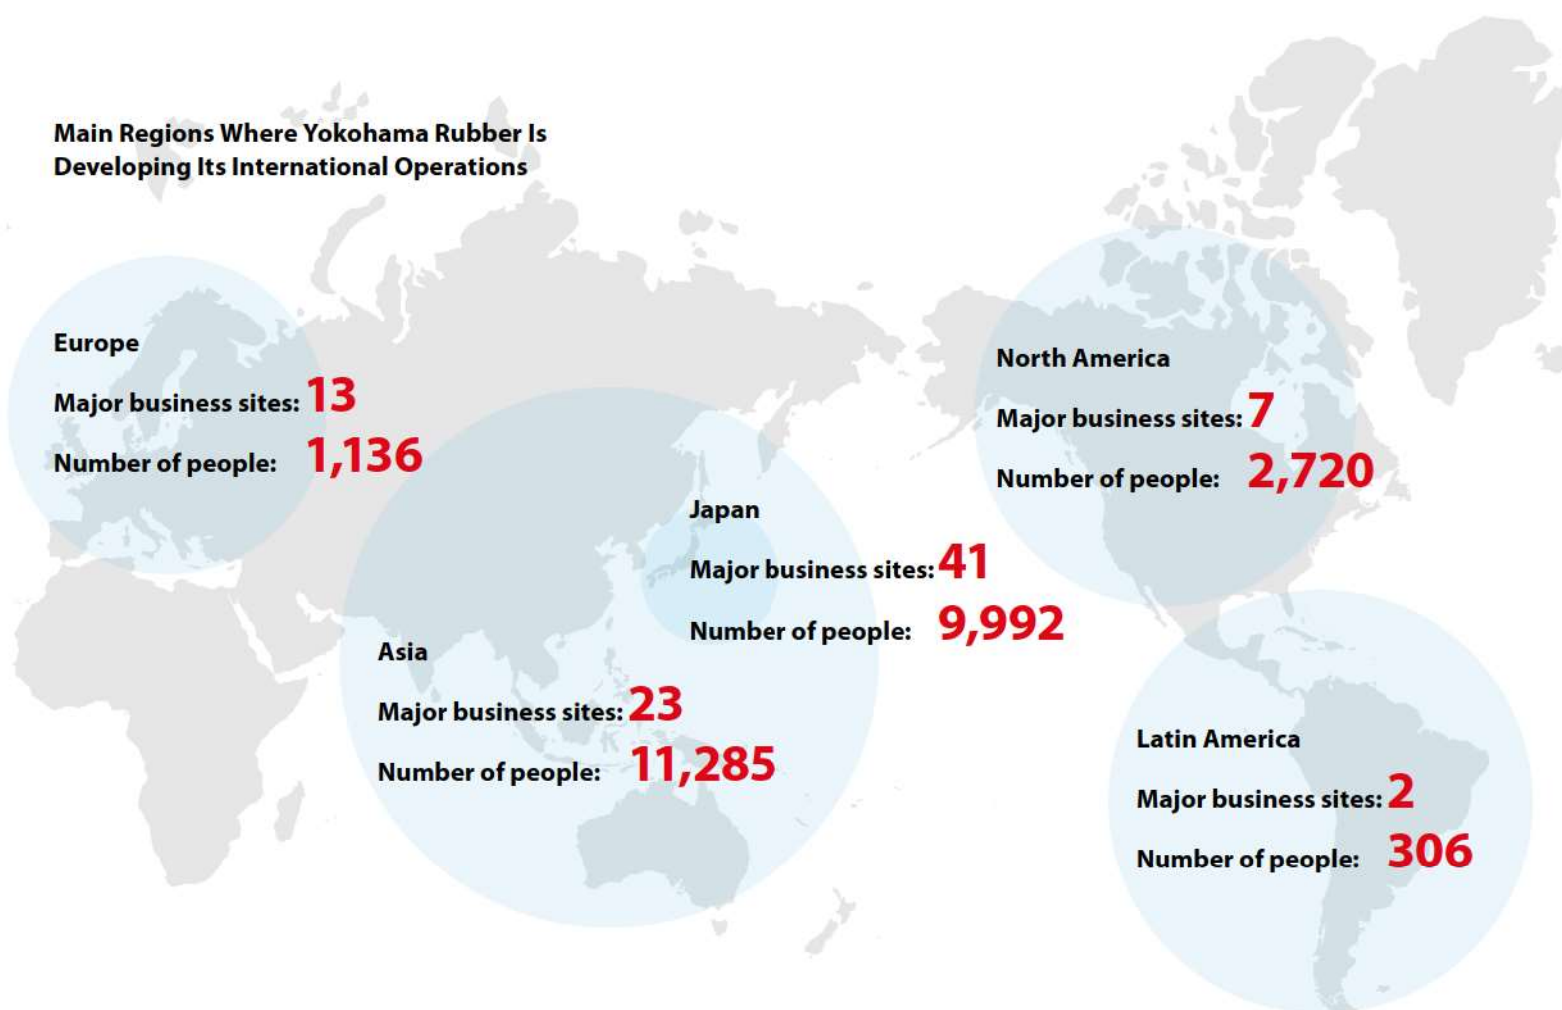 Main Regions Where Yokohama Rubber Is
Developing Its International Operations
Europe
Major business sites: 13
Number of people: 1,136
North America
Major business sites: 7
Number of people: 2,720
Japan
Major business sites: 41
Number of people: 9,992
Asia
Major business sites: 23
Number of people: 11,285
Latin America
Major business sites: 2
Number of people: 306